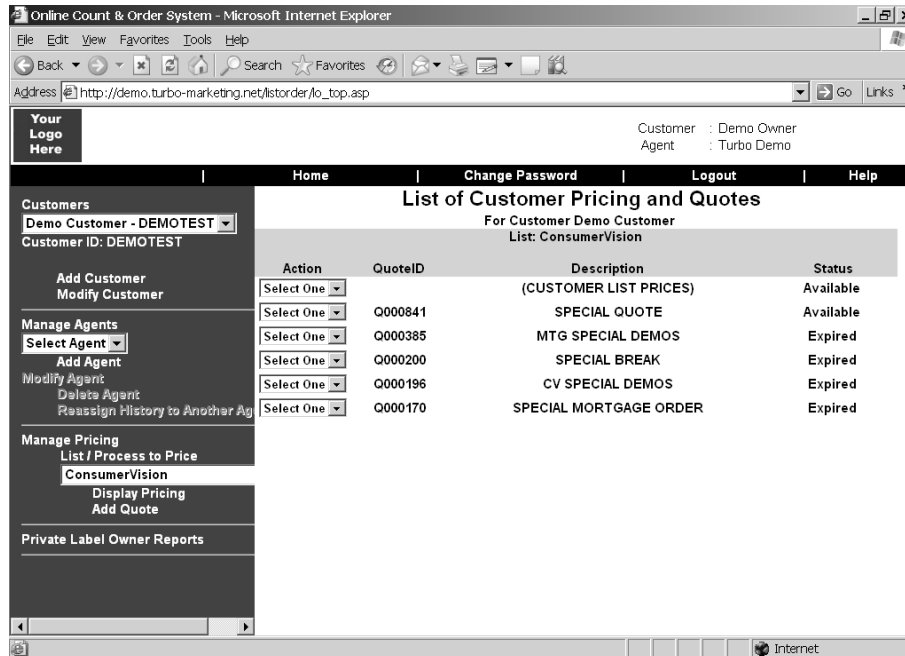 Online Count & Order System - Microsoft Internet Explorer
File Edit View Favorites Tools Help
Back Search Favorites
Address http://demo.turbo-marketing.net/listorder/lo_top.asp Go Links
Your
Logo
Here
Customer : Demo Owner
Agent : Turbo Demo
| Home | Change Password | Logout | Help
Customers
Demo Customer - DEMOTEST
Customer ID: DEMOTEST
Add Customer
Modify Customer
Manage Agents
Select Agent
Add Agent
Modify Agent
Delete Agent
Reassign History to Another Ag
Manage Pricing
List / Process to Price
ConsumerVision
Display Pricing
Add Quote
Private Label Owner Reports
List of Customer Pricing and Quotes
For Customer Demo Customer
List: ConsumerVision
Action QuoteID Description Status
Select One (CUSTOMER LIST PRICES) Available
Select One Q000841 SPECIAL QUOTE Available
Select One Q000385 MTG SPECIAL DEMOS Expired
Select One Q000200 SPECIAL BREAK Expired
Select One Q000196 CV SPECIAL DEMOS Expired
Select One Q000170 SPECIAL MORTGAGE ORDER Expired
Internet